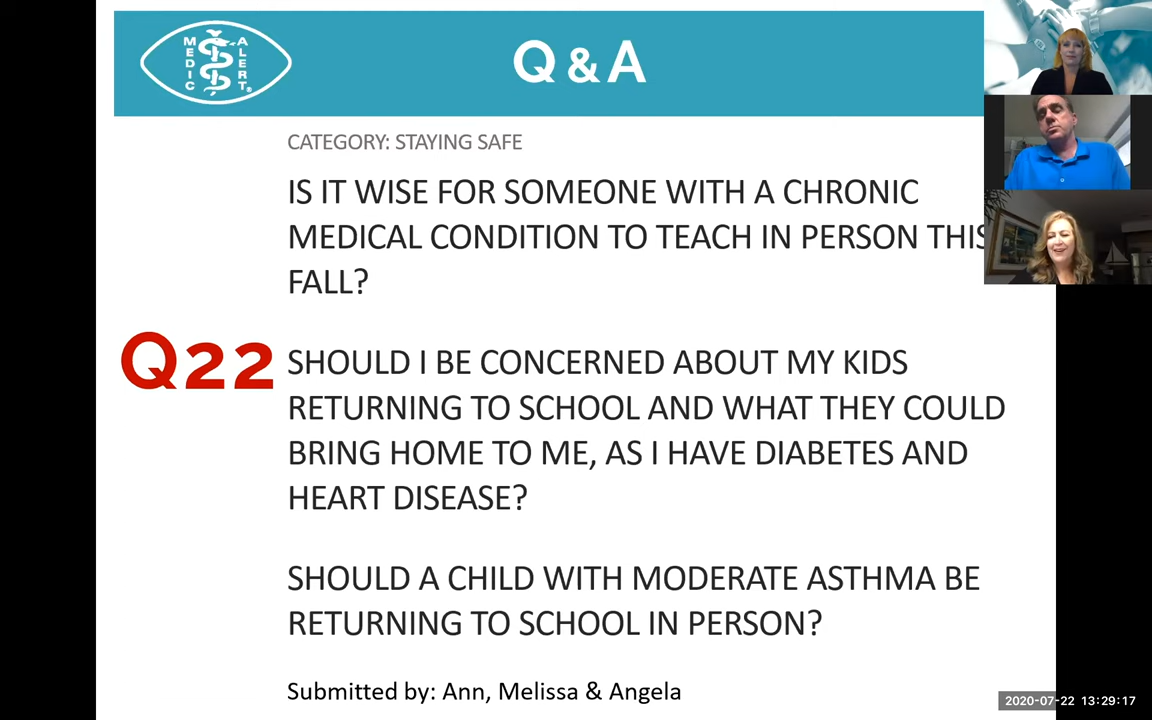 MEDIC ALERT®
Q & A
CATEGORY: STAYING SAFE
IS IT WISE FOR SOMEONE WITH A CHRONIC
MEDICAL CONDITION TO TEACH IN PERSON THIS
FALL?
Q22
SHOULD I BE CONCERNED ABOUT MY KIDS
RETURNING TO SCHOOL AND WHAT THEY COULD
BRING HOME TO ME, AS I HAVE DIABETES AND
HEART DISEASE?
SHOULD A CHILD WITH MODERATE ASTHMA BE
RETURNING TO SCHOOL IN PERSON?
Submitted by: Ann, Melissa & Angela
2020-07-22 13:29:17